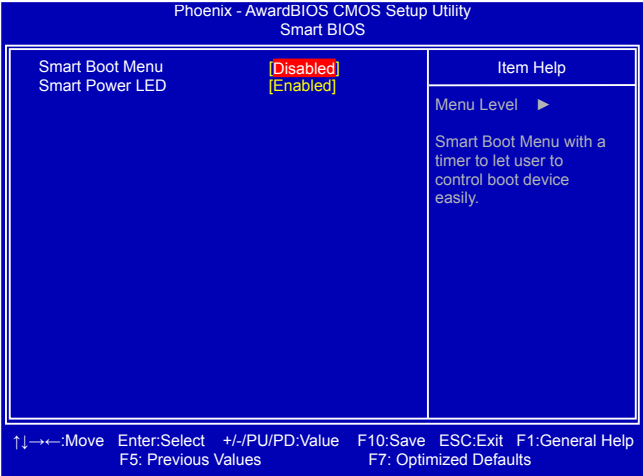 Phoenix - AwardBIOS CMOS Setup Utility
Smart BIOS
Smart Boot Menu [Disabled]
Smart Power LED [Enabled]
Item Help
Menu Level ►
Smart Boot Menu with a
timer to let user to
control boot device
easily.
↑↓→←:Move Enter:Select +/-/PU/PD:Value F10:Save ESC:Exit F1:General Help
F5: Previous Values F7: Optimized Defaults